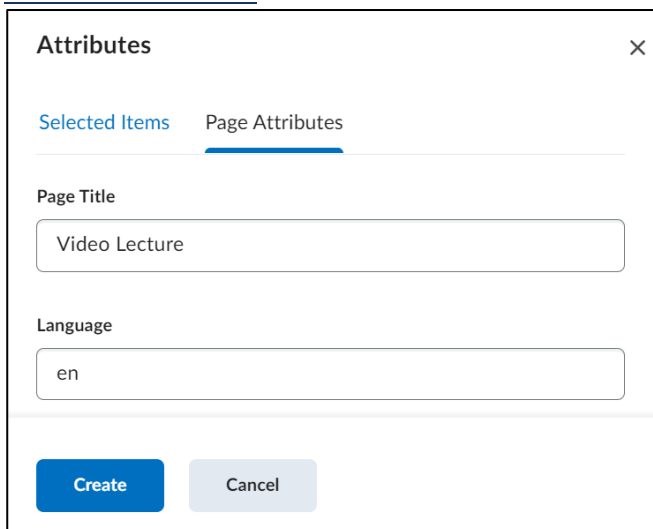 Attributes
Selected Items Page Attributes
Page Title
Video Lecture
Language
en
Create Cancel